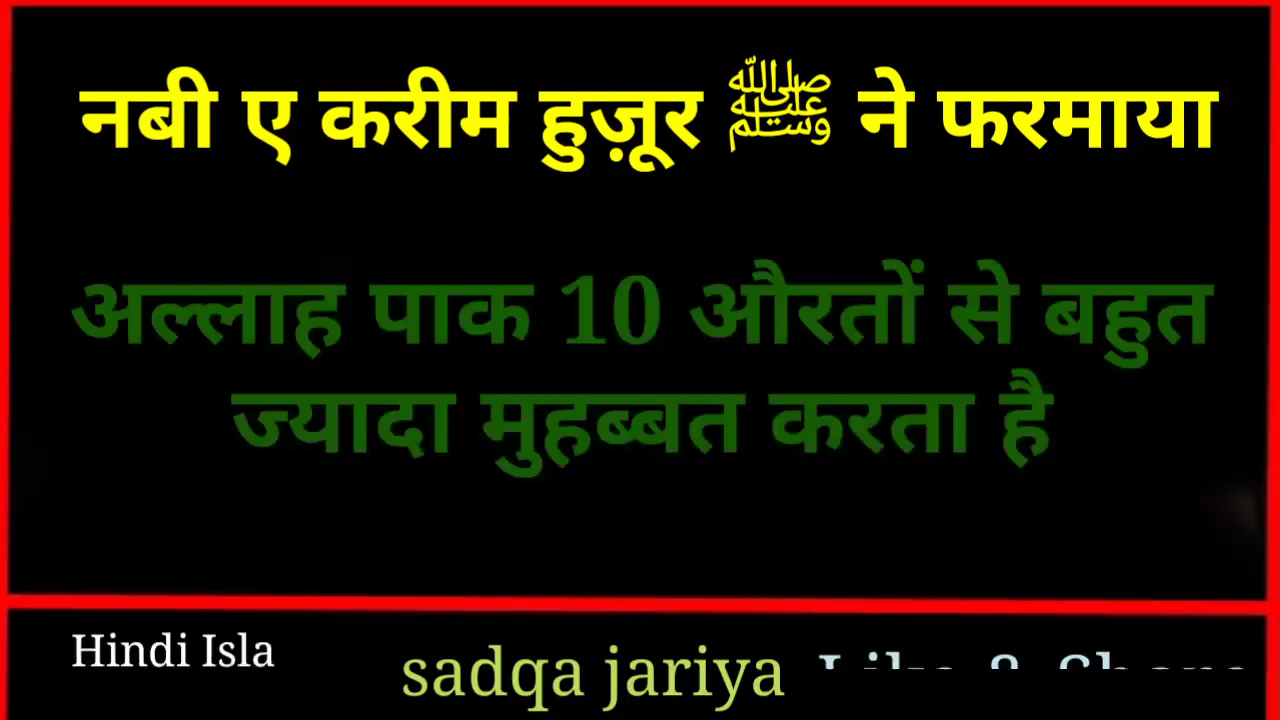 नबी ए करीम हुज़ूर ﷺ ने फरमाया
अल्लाह पाक 10 औरतों से बहुत
ज्यादा मुहब्बत करता है
Hindi Isla
sadqa jariya